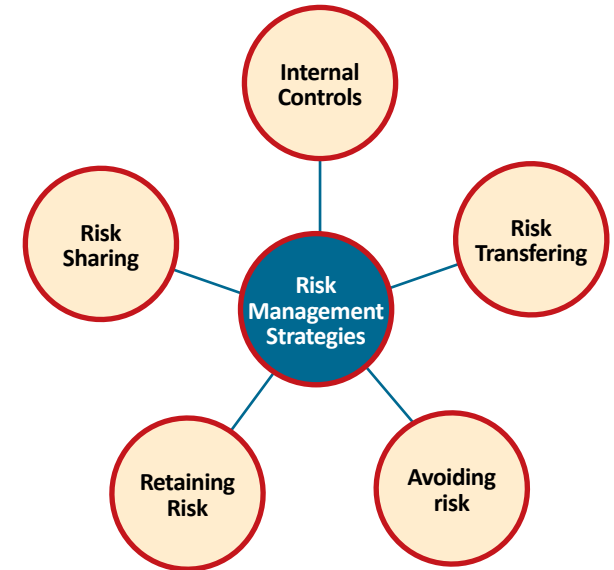 Internal
Controls
Risk
Sharing
Risk
Transfering
Risk
Management
Strategies
Retaining
Risk
Avoiding
risk